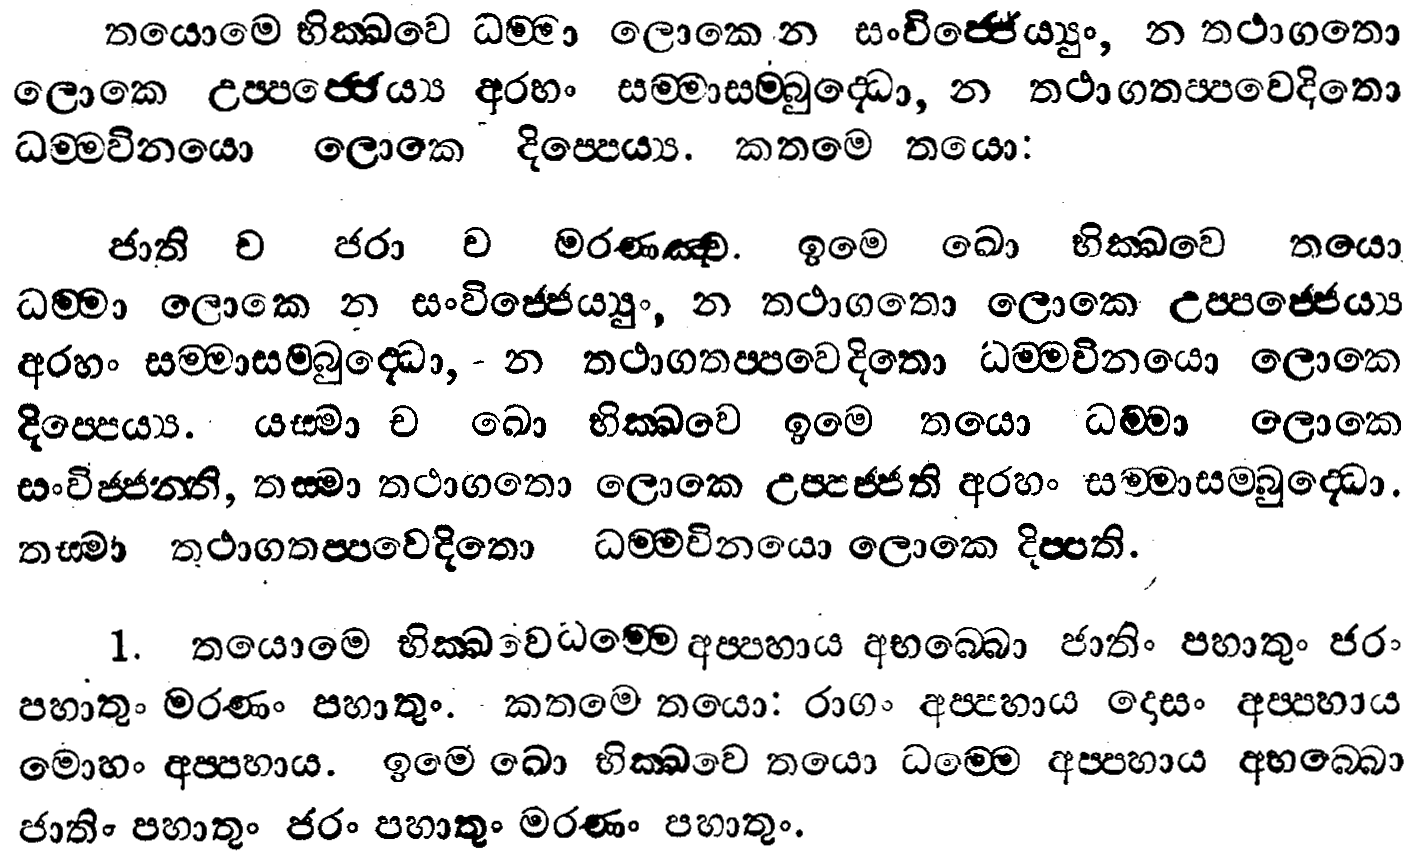 තයොමෙ භික්ඛවෙ ධම්මා ලොකෙ න සංවිජ්ජෙය්‍යුං, න තථාගතො
ලොකෙ උප්පජ්ජෙය්‍ය අරහං සම්මාසම්බුද්ධො, න තථාගතප්පවෙදිතො
ධම්මවිනයො ලොකෙ දිප්පෙය්‍ය. කතමෙ තයො:
ජාති ච ජරා ච මරණඤ්ච. ඉමෙ ඛො භික්ඛවෙ තයො
ධම්මා ලොකෙ න සංවිජ්ජෙය්‍යුං, න තථාගතො ලොකෙ උප්පජ්ජෙය්‍ය
අරහං සම්මාසම්බුද්ධො, න තථාගතප්පවෙදිතො ධම්මවිනයො ලොකෙ
දිප්පෙය්‍ය. යස්මා ච ඛො භික්ඛවෙ ඉමෙ තයො ධම්මා ලොකෙ
සංවිජ්ජන්ති, තස්මා තථාගතො ලොකෙ උප්පජ්ජති අරහං සම්මාසම්බුද්ධො.
තස්මා තථාගතප්පවෙදිතො ධම්මවිනයො ලොකෙ දිප්පති.
1. තයොමෙ භික්ඛවෙ ධම්මෙ අප්පහාය අභබ්බො ජාතිං පහාතුං ජරං
පහාතුං මරණං පහාතුං. කතමෙ තයො: රාගං අප්පහාය දොසං අප්පහාය
මොහං අප්පහාය. ඉමෙ ඛො භික්ඛවෙ තයො ධම්මෙ අප්පහාය අභබ්බො
ජාතිං පහාතුං ජරං පහාතුං මරණං පහාතුං.